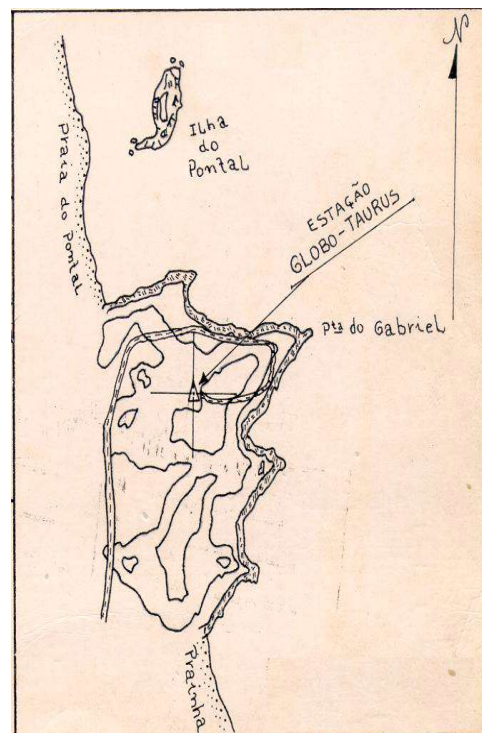 N
Ilha
do
Pontal
Praia do Pontal
ESTAÇÃO
GLOBO-TAURUS
Pta do Gabriel
Prainha